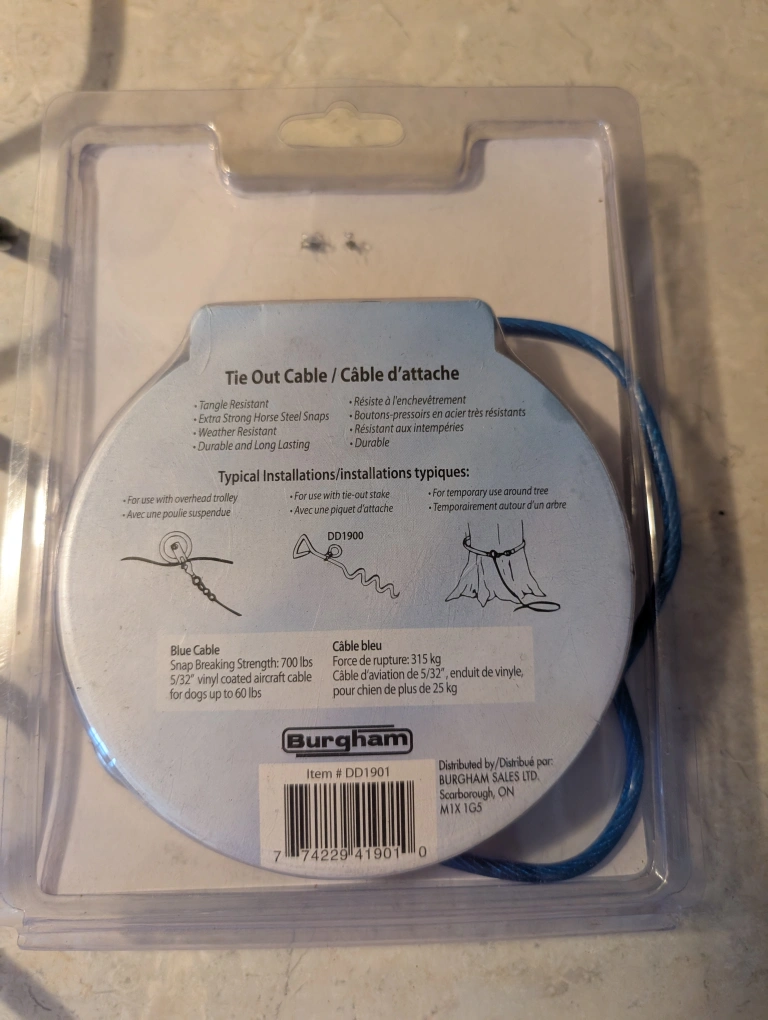 Tie Out Cable / Câble d'attache
• Tangle Resistant
• Extra Strong Horse Steel Snaps
• Weather Resistant
• Durable and Long Lasting
• Résiste à l'enchevêtrement
• Boutons-pressoirs en acier très résistants
• Résistant aux intempéries
• Durable
Typical Installations/installations typiques:
• For use with overhead trolley
• Avec une poulie suspendue
• For use with tie-out stake
• Avec un piquet d'attache
• For temporary use around tree
• Temporairement autour d'un arbre
DD1900
Blue Cable
Snap Breaking Strength: 700 lbs
5/32" vinyl coated aircraft cable
for dogs up to 60 lbs
Câble bleu
Force de rupture: 315 kg
Câble d'aviation de 5/32", enduit de vinyle,
pour chien de plus de 25 kg
Burgham
Item # DD1901
7 74229 41901 0
Distributed by/Distribué par:
BURGHAM SALES LTD.
Scarborough, ON
M1X 1G5